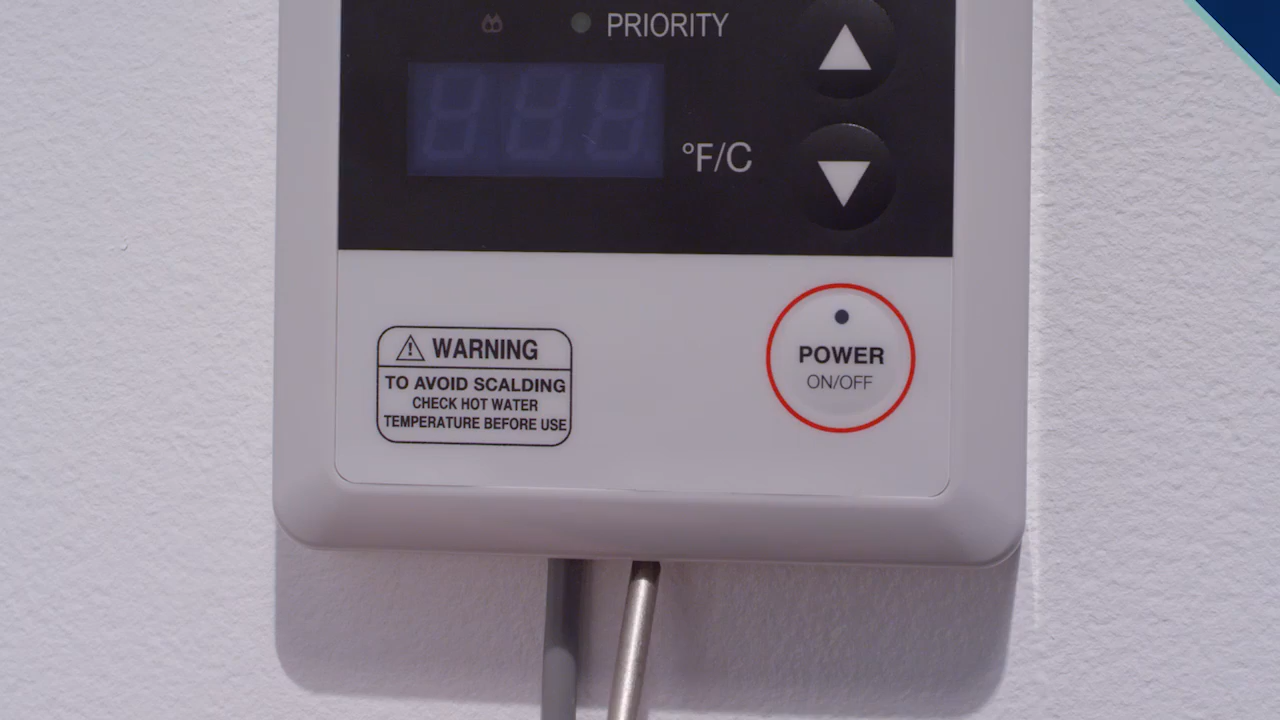 PRIORITY
°F/C
POWER
ON/OFF
WARNING
TO AVOID SCALDING
CHECK HOT WATER
TEMPERATURE BEFORE USE